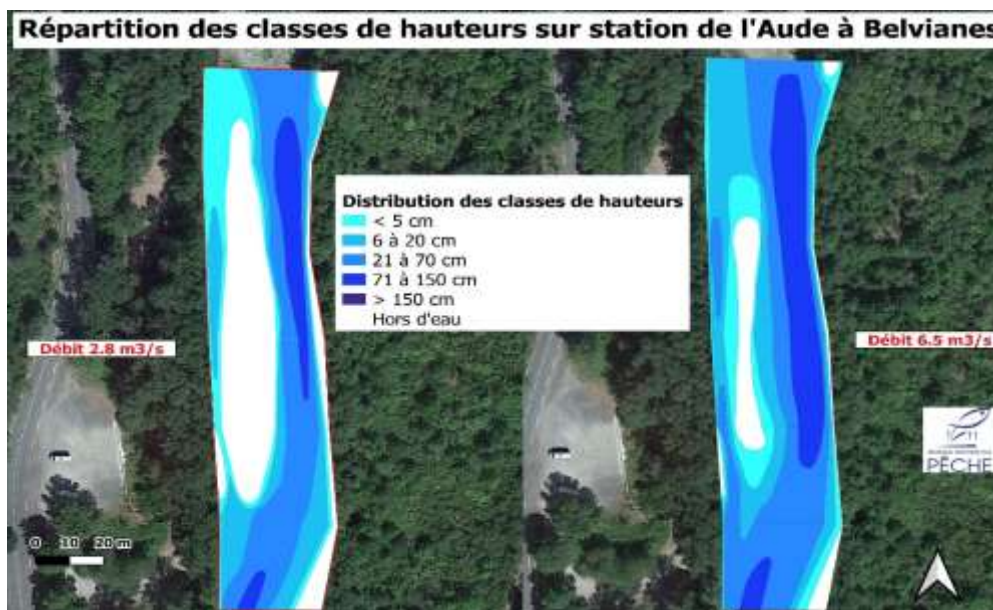 Répartition des classes de hauteurs sur station de l'Aude à Belvianes
Distribution des classes de hauteurs
< 5 cm
6 à 20 cm
21 à 70 cm
71 à 150 cm
> 150 cm
Hors d'eau
Débit 2.8 m3/s
Débit 6.5 m3/s
PÊCHE
0 10 20 m